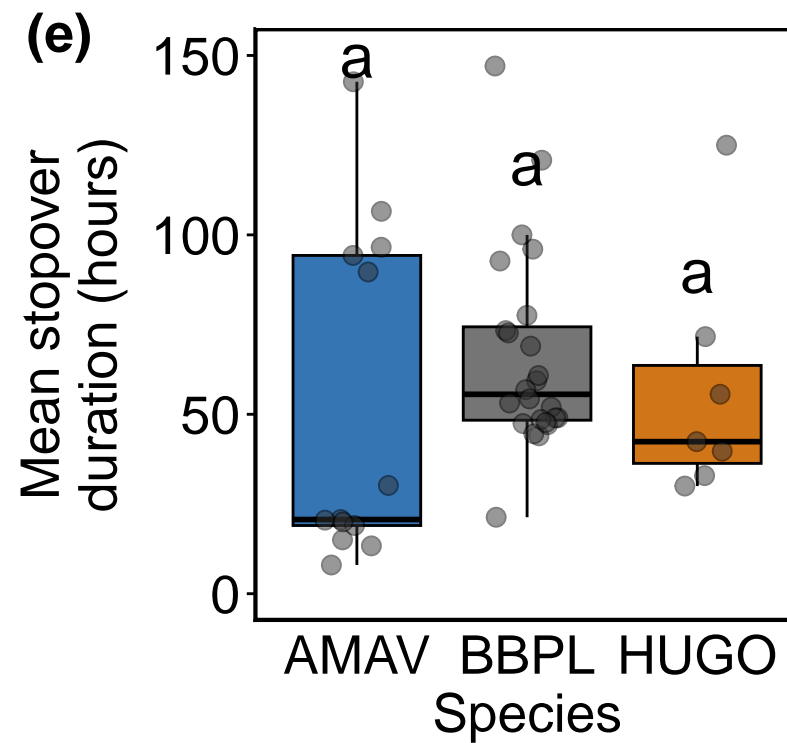 (e)
Mean stopover
duration (hours)
150
100
50
0
a
a
a
AMAV
BBPL
HUGO
Species